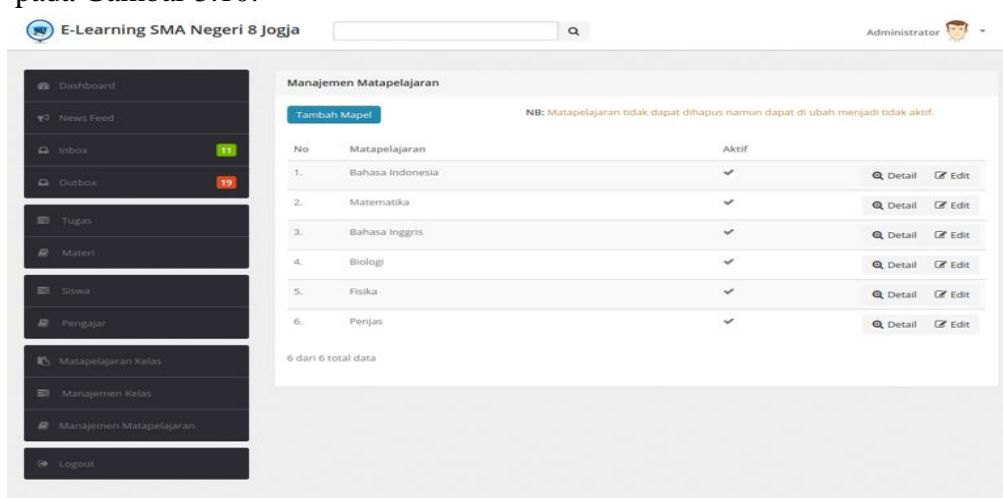 pada Gambar 3.10.
E-Learning SMA Negeri 8 Jogja
Administrator
Dashboard
News Feed
Inbox 11
Outbox 19
Tugas
Materi
Siswa
Pengajar
Matapelajaran Kelas
Manajemen Kelas
Manajemen Matapelajaran
Logout
Manajemen Matapelajaran
Tambah Mapel
NB: Matapelajaran tidak dapat dihapus namun dapat di ubah menjadi tidak aktif.
No Matapelajaran Aktif
1. Bahasa Indonesia Detail Edit
2. Matematika Detail Edit
3. Bahasa Inggris Detail Edit
4. Biologi Detail Edit
5. Fisika Detail Edit
6. Penjas Detail Edit
6 dari 6 total data